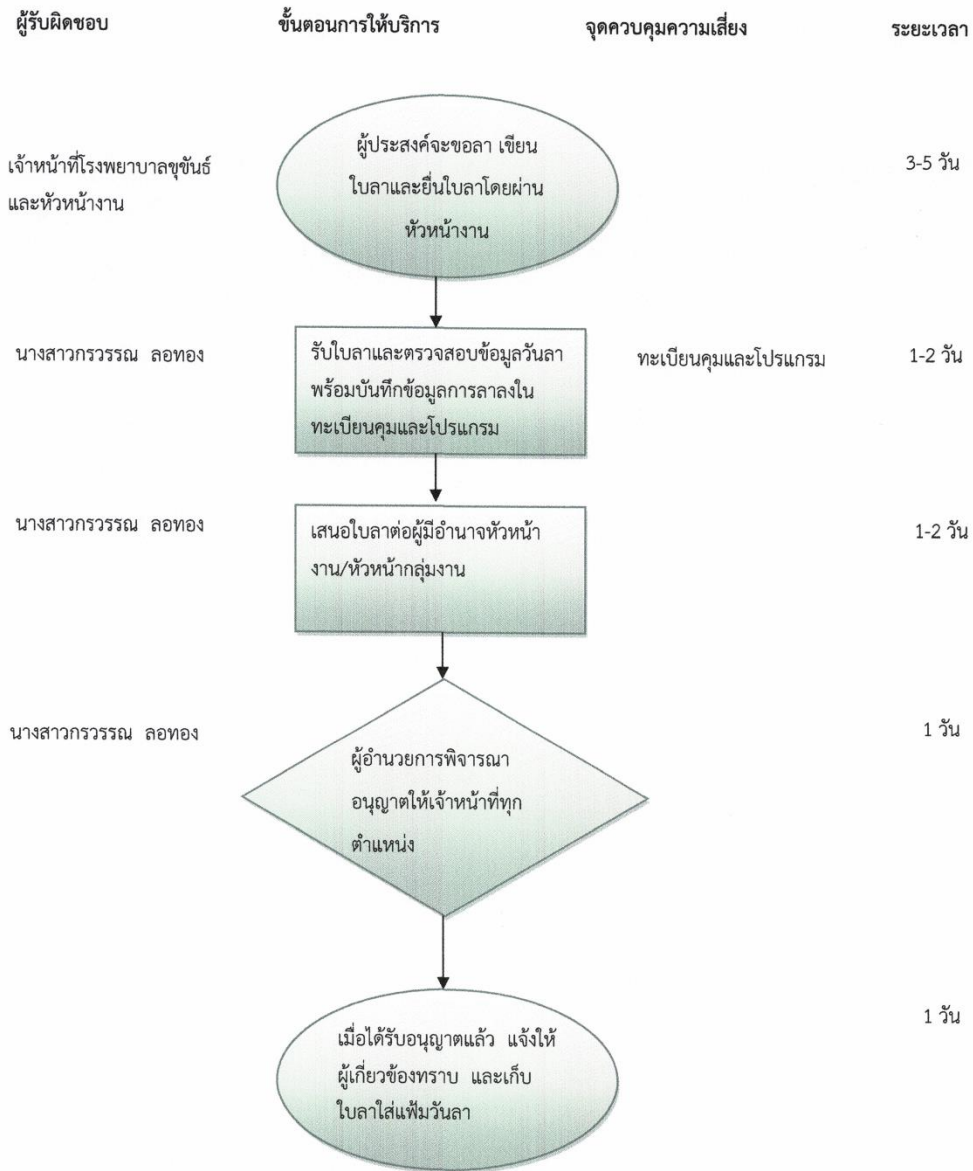 ผู้รับผิดชอบ ขั้นตอนการให้บริการ จุดควบคุมความเสี่ยง ระยะเวลา
เจ้าหน้าที่โรงพยาบาลขุขันธ์
และหัวหน้างาน
ผู้ประสงค์จะขอลา เขียน
ใบลาและยื่นใบลาโดยผ่าน
หัวหน้างาน
3-5 วัน
นางสาวกรวรรณ ลอทอง
รับใบลาและตรวจสอบข้อมูลวันลา
พร้อมบันทึกข้อมูลการลาลงใน
ทะเบียนคุมและโปรแกรม
ทะเบียนคุมและโปรแกรม
1-2 วัน
นางสาวกรวรรณ ลอทอง
เสนอใบลาต่อผู้มีอำนาจหัวหน้า
งาน/หัวหน้ากลุ่มงาน
1-2 วัน
นางสาวกรวรรณ ลอทอง
ผู้อำนวยการพิจารณา
อนุญาตให้เจ้าหน้าที่ทุก
ตำแหน่ง
1 วัน
เมื่อได้รับอนุญาตแล้ว แจ้งให้
ผู้เกี่ยวข้องทราบ และเก็บ
ใบลาใส่แฟ้มวันลา
1 วัน